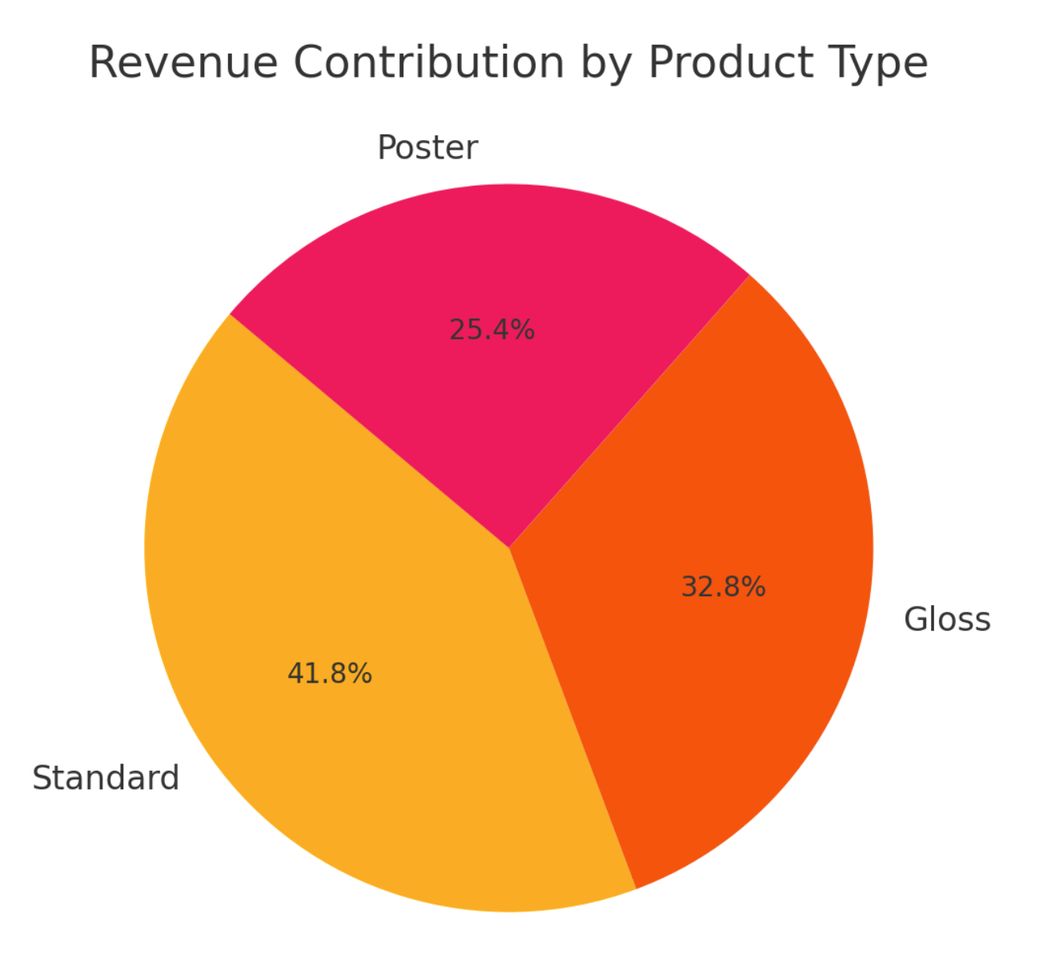 Revenue Contribution by Product Type
Poster
25.4%
32.8%
Gloss
41.8%
Standard